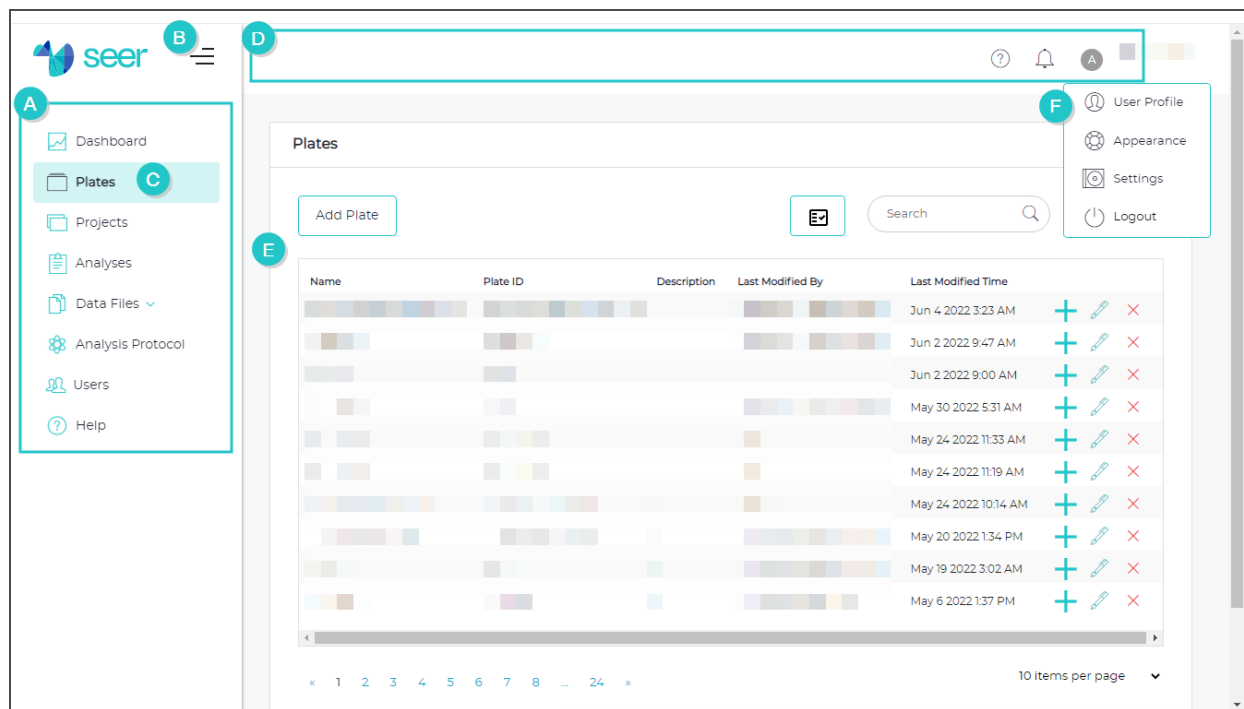 seer
B
D
A
A
Dashboard
Plates
C
Projects
Analyses
Data Files
Analysis Protocol
Users
Help
F
User Profile
Appearance
Settings
Logout
Plates
Add Plate
Search
E
Name Plate ID Description Last Modified By Last Modified Time
Jun 4 2022 3:23 AM
Jun 2 2022 9:47 AM
Jun 2 2022 9:00 AM
May 30 2022 5:31 AM
May 24 2022 11:33 AM
May 24 2022 11:19 AM
May 24 2022 10:14 AM
May 20 2022 1:34 PM
May 19 2022 3:02 AM
May 6 2022 1:37 PM
« 1 2 3 4 5 6 7 8 ... 24 »
10 items per page